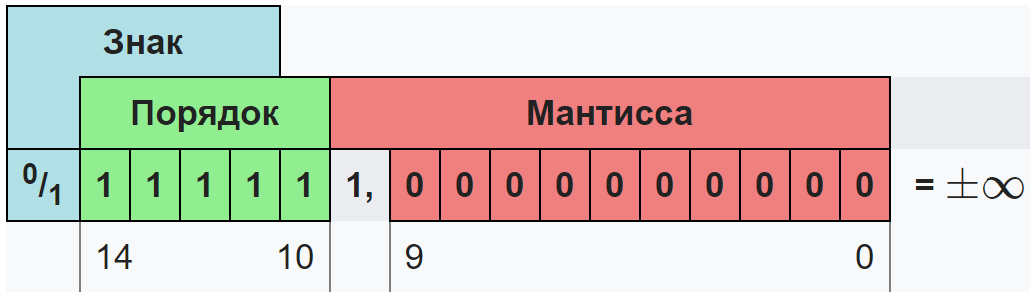 Знак
Порядок Мантисса
0/1 1 1 1 1 1 1, 0 0 0 0 0 0 0 0 0 0 = ±∞
14 10 9 0